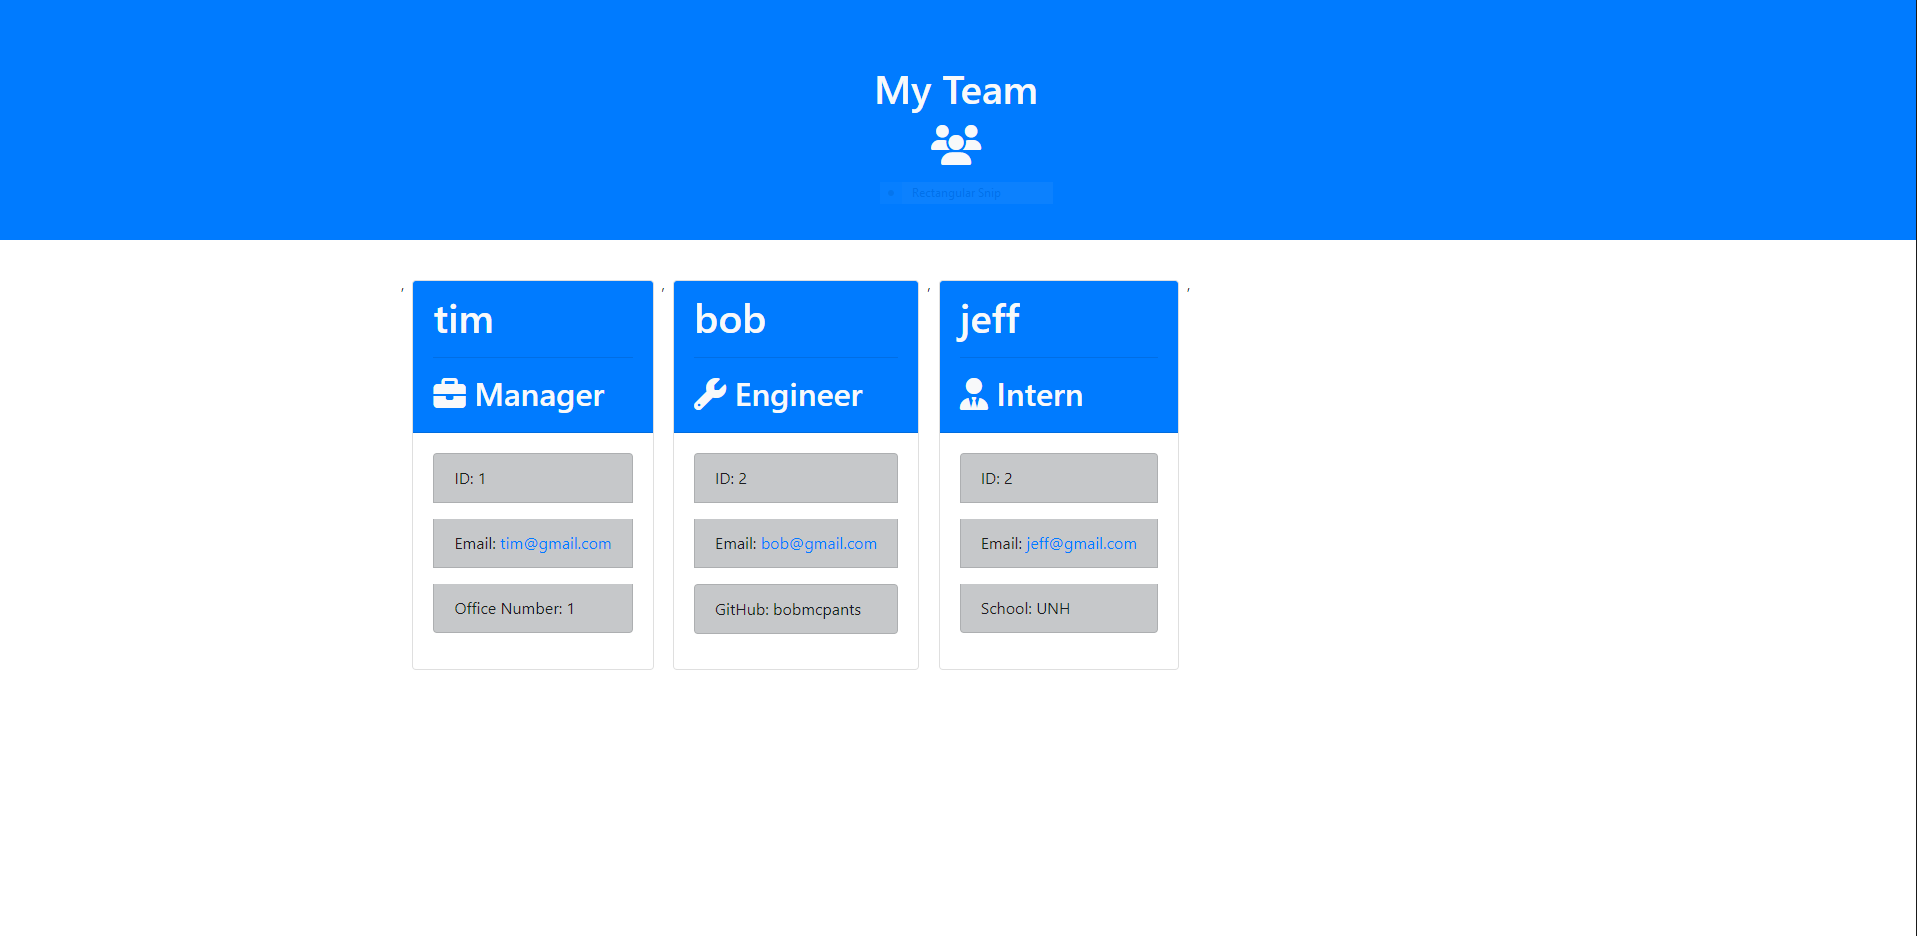 My Team
Rectangular Snip
, , , ,
tim
Manager
ID: 1
Email: tim@gmail.com
Office Number: 1
bob
Engineer
ID: 2
Email: bob@gmail.com
GitHub: bobmcpants
jeff
Intern
ID: 2
Email: jeff@gmail.com
School: UNH